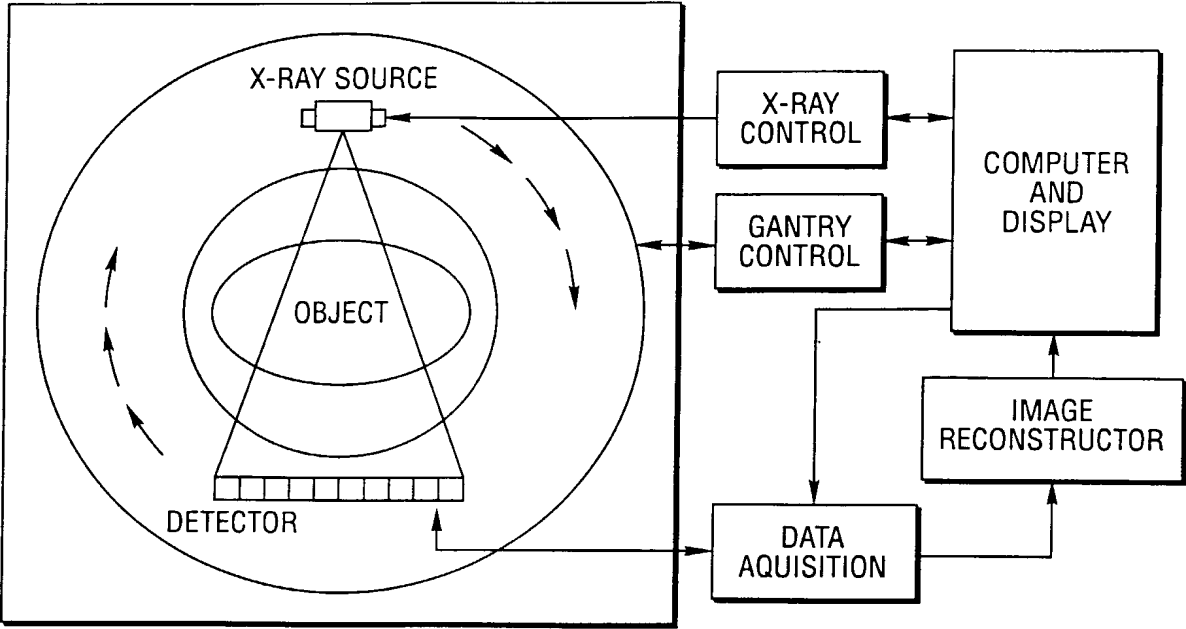 X-RAY SOURCE
OBJECT
DETECTOR
X-RAY
CONTROL
GANTRY
CONTROL
COMPUTER
AND
DISPLAY
IMAGE
RECONSTRUCTOR
DATA
AQUISITION